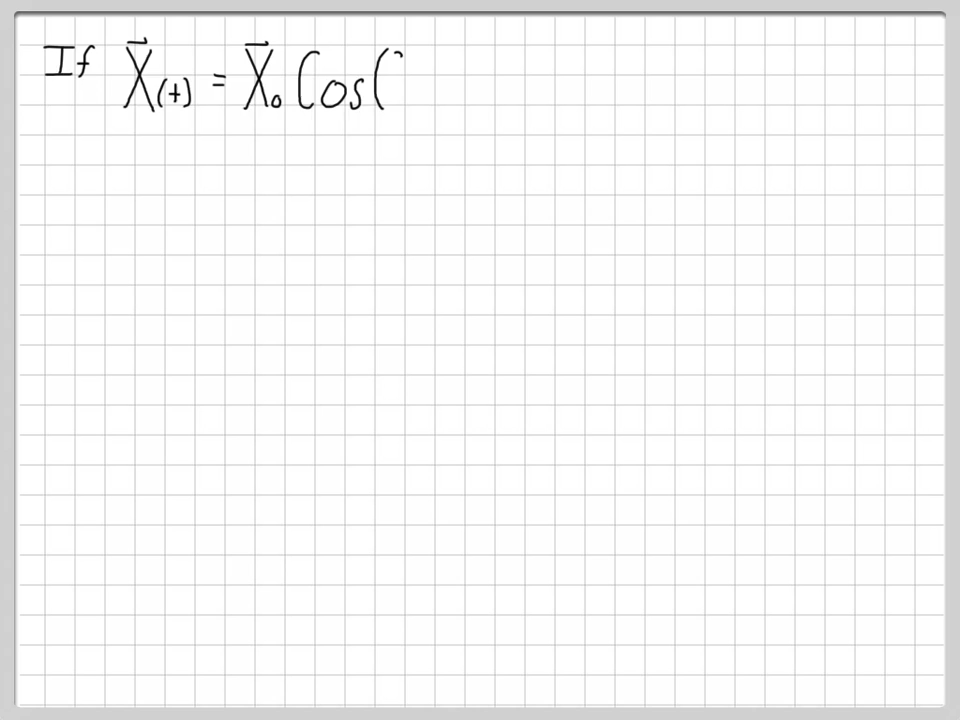 If X⃗(t) = X⃗₀ Cos(